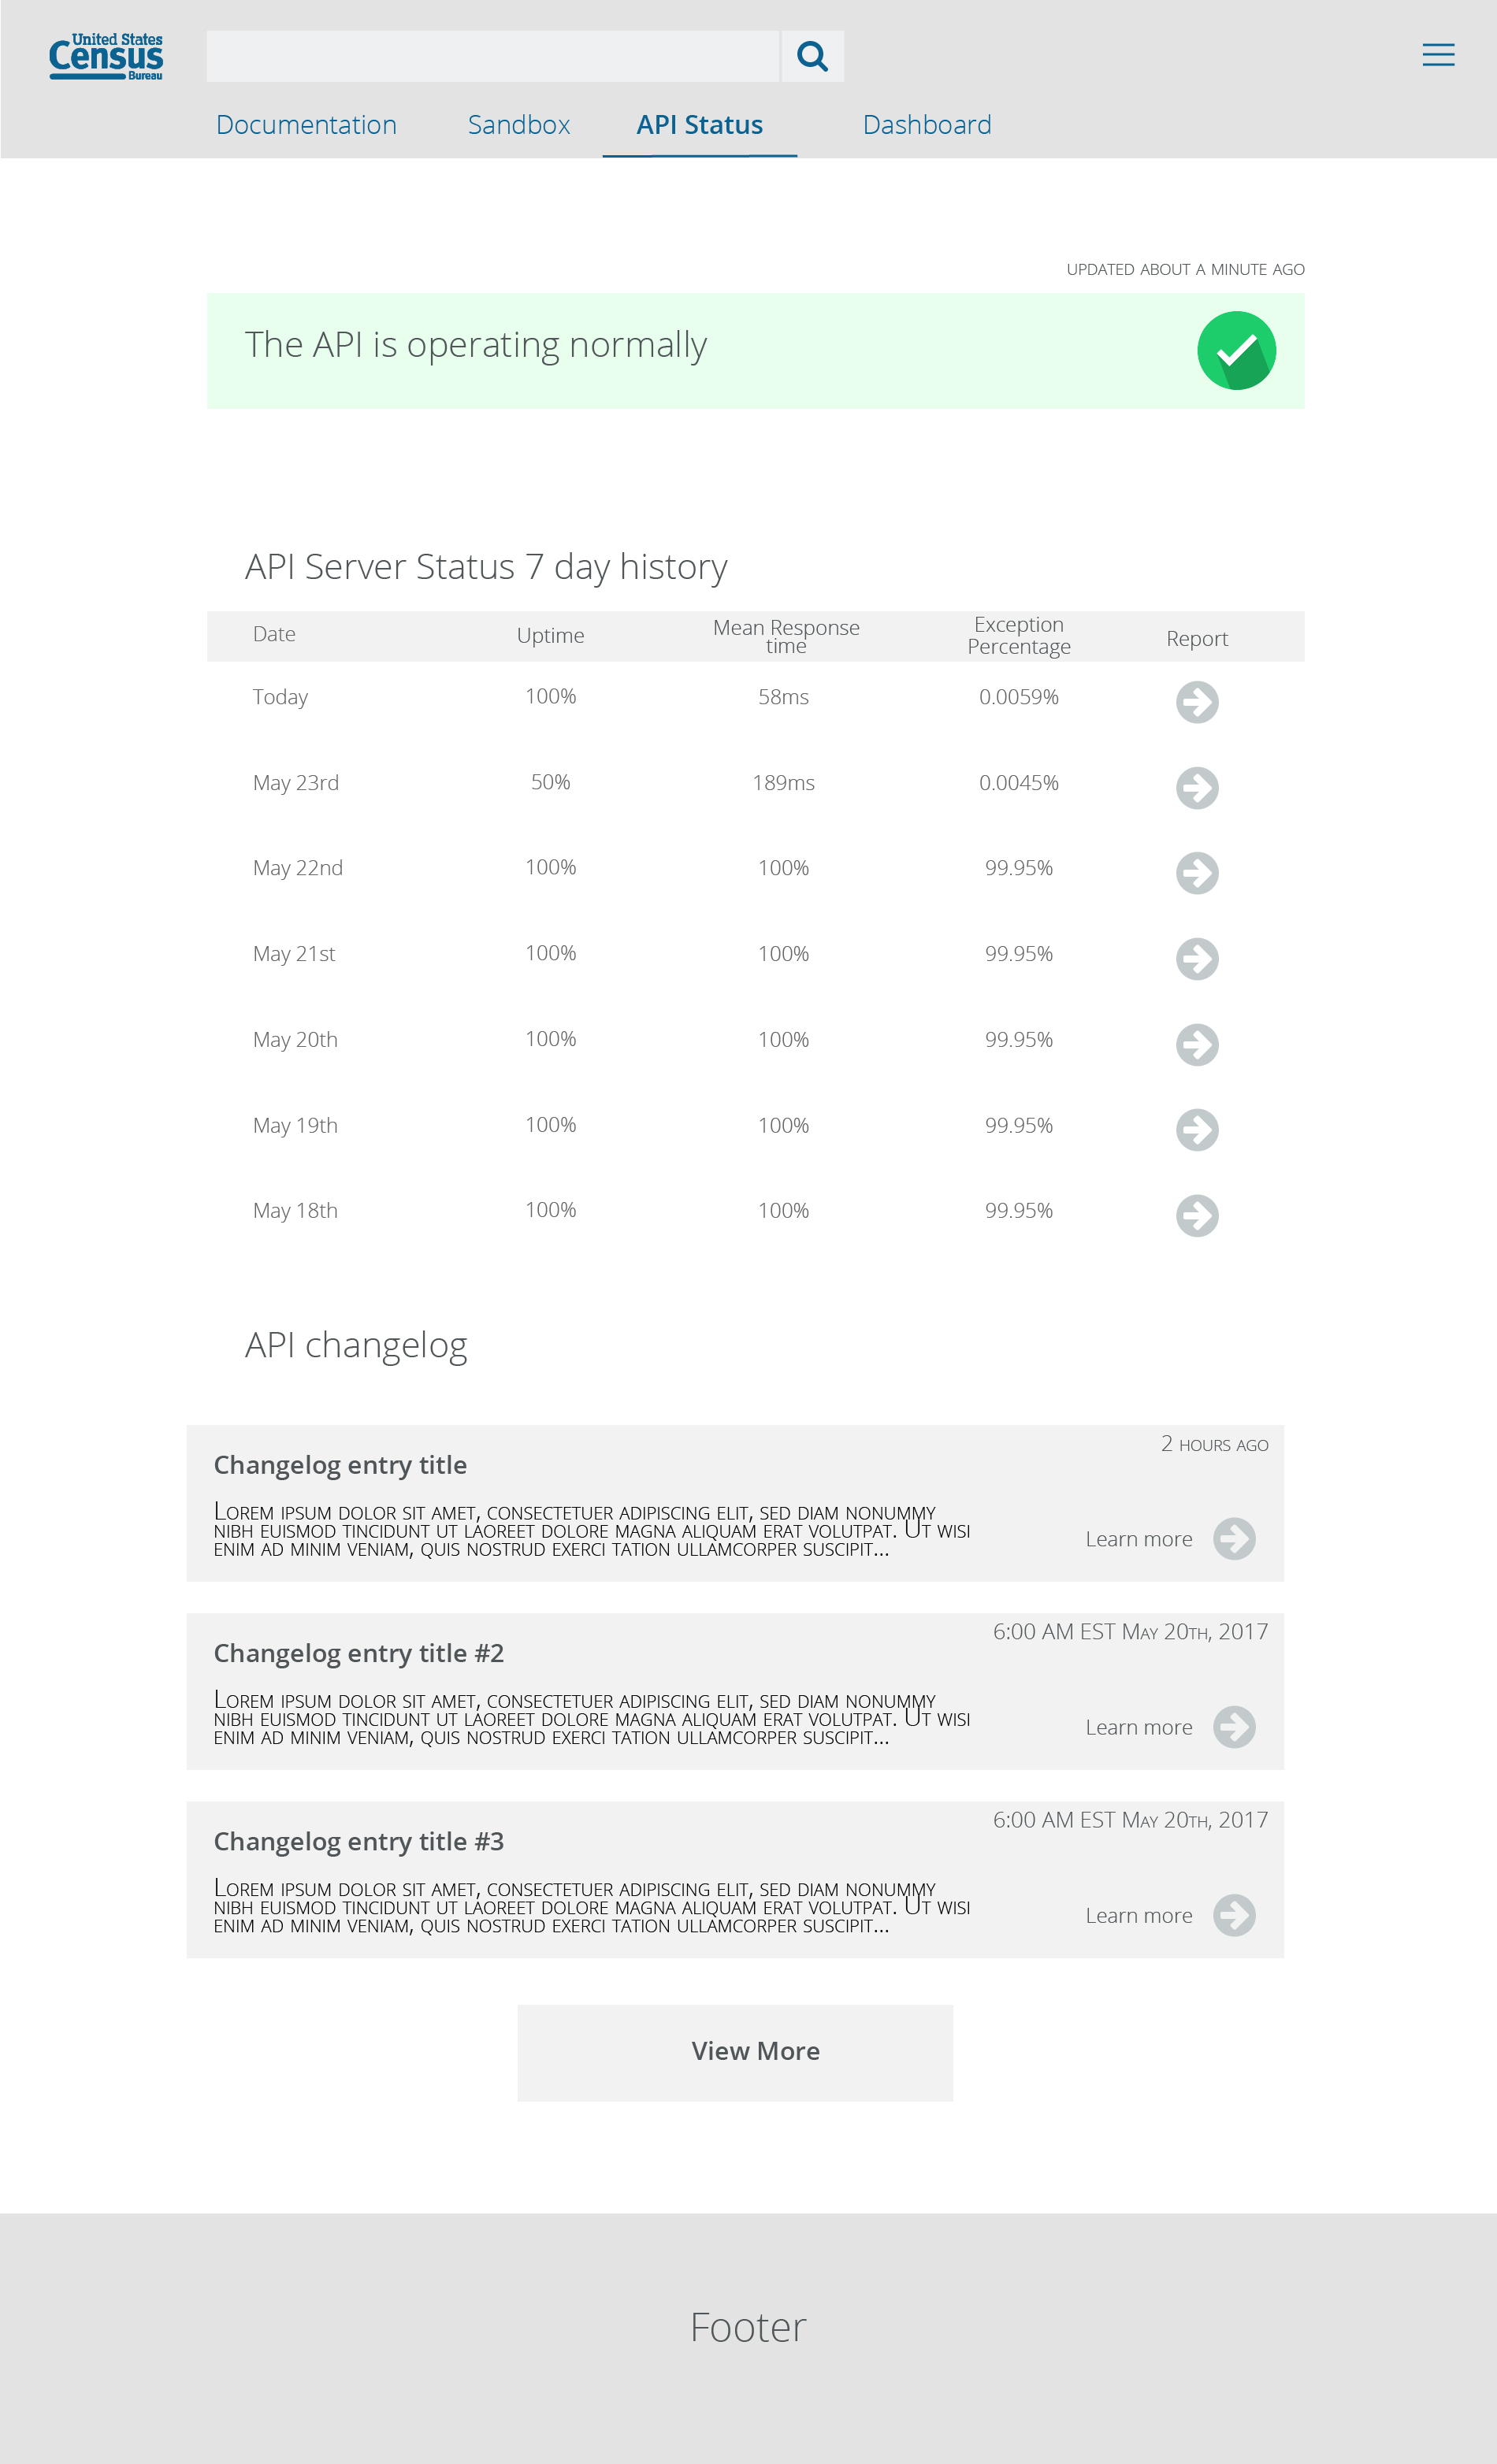 United States
Census
Bureau
Documentation Sandbox API Status Dashboard
UPDATED ABOUT A MINUTE AGO
The API is operating normally
API Server Status 7 day history
Date Uptime Mean Response time Exception Percentage Report
Today 100% 58ms 0.0059%
May 23rd 50% 189ms 0.0045%
May 22nd 100% 100% 99.95%
May 21st 100% 100% 99.95%
May 20th 100% 100% 99.95%
May 19th 100% 100% 99.95%
May 18th 100% 100% 99.95%
API changelog
2 HOURS AGO
Changelog entry title
LOREM IPSUM DOLOR SIT AMET, CONSECTETUER ADIPISCING ELIT, SED DIAM NONUMMY
NIBH EUISMOD TINCIDUNT UT LAOREET DOLORE MAGNA ALIQUAM ERAT VOLUTPAT. UT WISI
ENIM AD MINIM VENIAM, QUIS NOSTRUD EXERCI TATION ULLAMCORPER SUSCIPIT...
Learn more
6:00 AM EST MAY 20TH, 2017
Changelog entry title #2
LOREM IPSUM DOLOR SIT AMET, CONSECTETUER ADIPISCING ELIT, SED DIAM NONUMMY
NIBH EUISMOD TINCIDUNT UT LAOREET DOLORE MAGNA ALIQUAM ERAT VOLUTPAT. UT WISI
ENIM AD MINIM VENIAM, QUIS NOSTRUD EXERCI TATION ULLAMCORPER SUSCIPIT...
Learn more
6:00 AM EST MAY 20TH, 2017
Changelog entry title #3
LOREM IPSUM DOLOR SIT AMET, CONSECTETUER ADIPISCING ELIT, SED DIAM NONUMMY
NIBH EUISMOD TINCIDUNT UT LAOREET DOLORE MAGNA ALIQUAM ERAT VOLUTPAT. UT WISI
ENIM AD MINIM VENIAM, QUIS NOSTRUD EXERCI TATION ULLAMCORPER SUSCIPIT...
Learn more
View More
Footer